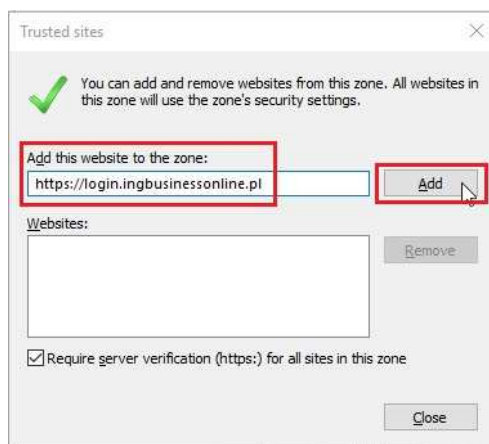 Trusted sites
You can add and remove websites from this zone. All websites in
this zone will use the zone's security settings.
Add this website to the zone:
https://login.ingbusinessonline.pl
Add
Websites:
Remove
Require server verification (https:) for all sites in this zone
Close